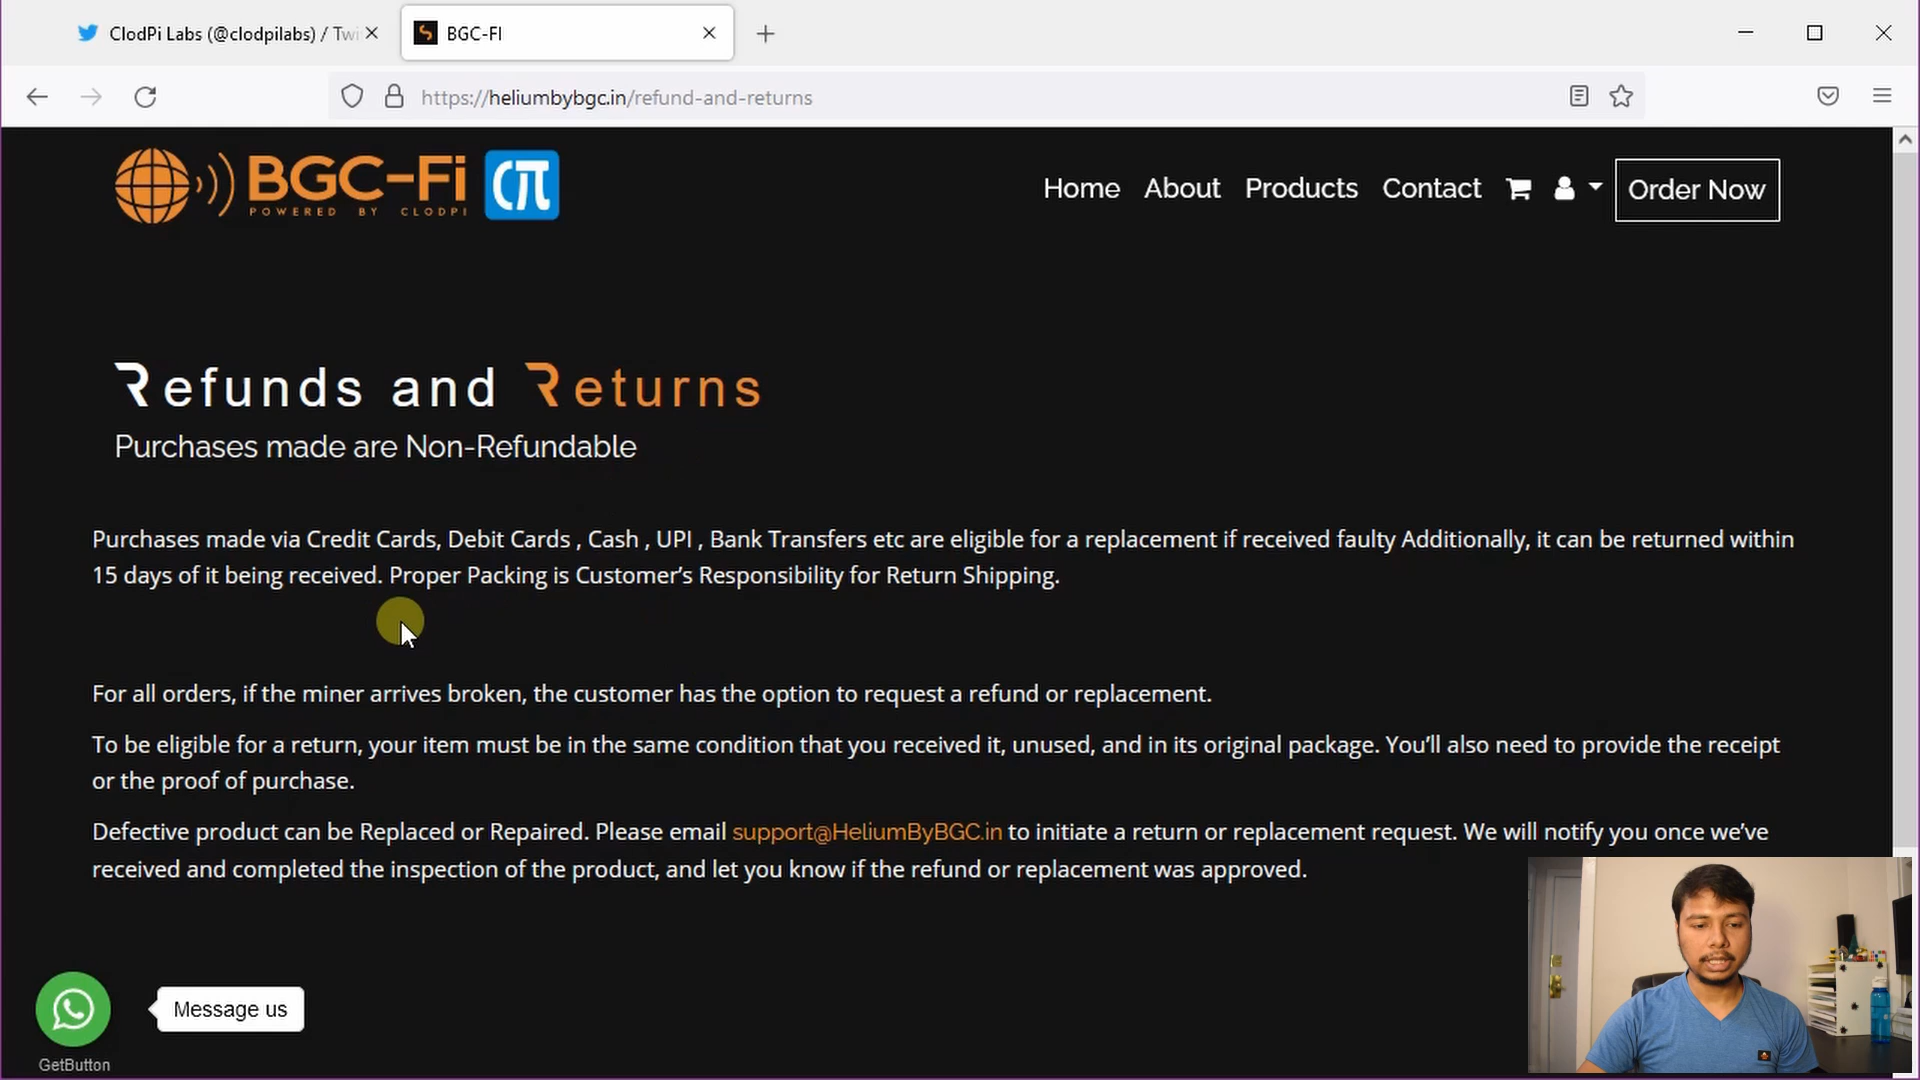 ClodPi Labs (@clodpilabs) / Twi
BGC-FI
https://heliumbybgc.in/refund-and-returns
BGC-Fi
POWERED BY CLODPI
Cπ
Home About Products Contact Order Now
Refunds and Returns
Purchases made are Non-Refundable
Purchases made via Credit Cards, Debit Cards , Cash , UPI , Bank Transfers etc are eligible for a replacement if received faulty Additionally, it can be returned within
15 days of it being received. Proper Packing is Customer’s Responsibility for Return Shipping.
For all orders, if the miner arrives broken, the customer has the option to request a refund or replacement.
To be eligible for a return, your item must be in the same condition that you received it, unused, and in its original package. You’ll also need to provide the receipt
or the proof of purchase.
Defective product can be Replaced or Repaired. Please email support@HeliumByBGC.in to initiate a return or replacement request. We will notify you once we’ve
received and completed the inspection of the product, and let you know if the refund or replacement was approved.
Message us
GetButton